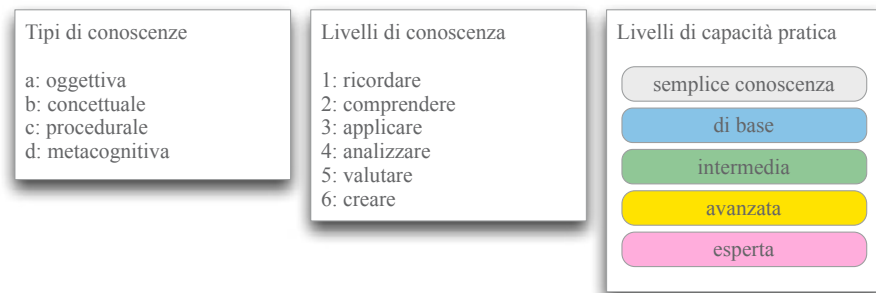 Tipi di conoscenze
a: oggettiva
b: concettuale
c: procedurale
d: metacognitiva
Livelli di conoscenza
1: ricordare
2: comprendere
3: applicare
4: analizzare
5: valutare
6: creare
Livelli di capacità pratica
semplice conoscenza
di base
intermedia
avanzata
esperta